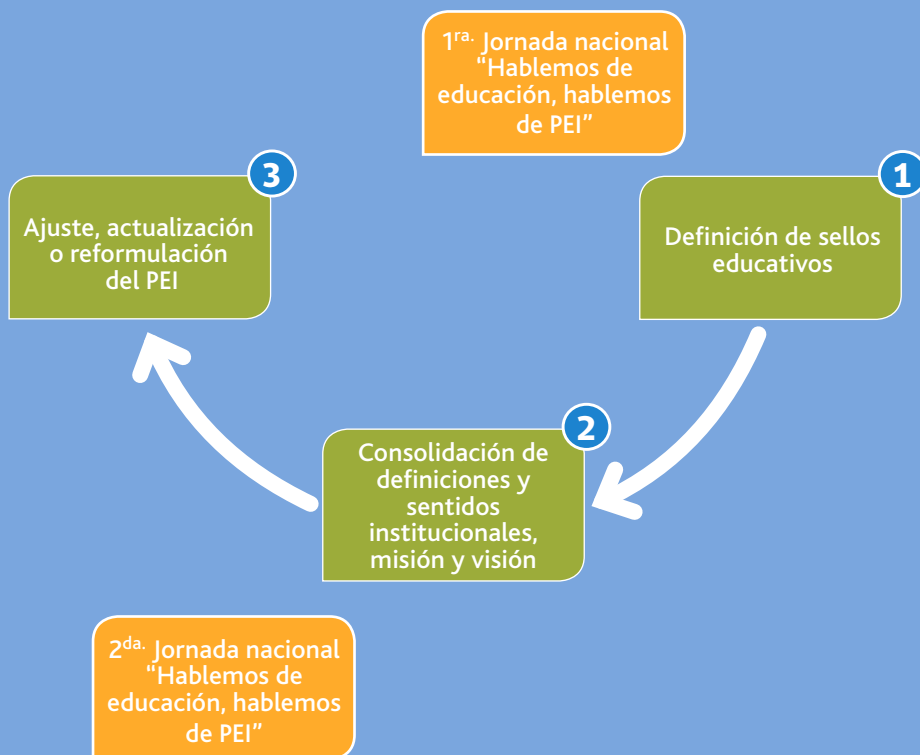 1ra. Jornada nacional
“Hablemos de
educación, hablemos
de PEI”
1
Definición de sellos
educativos
2
Consolidación de
definiciones y
sentidos
institucionales,
misión y visión
3
Ajuste, actualización
o reformulación
del PEI
2da. Jornada nacional
“Hablemos de
educación, hablemos
de PEI”